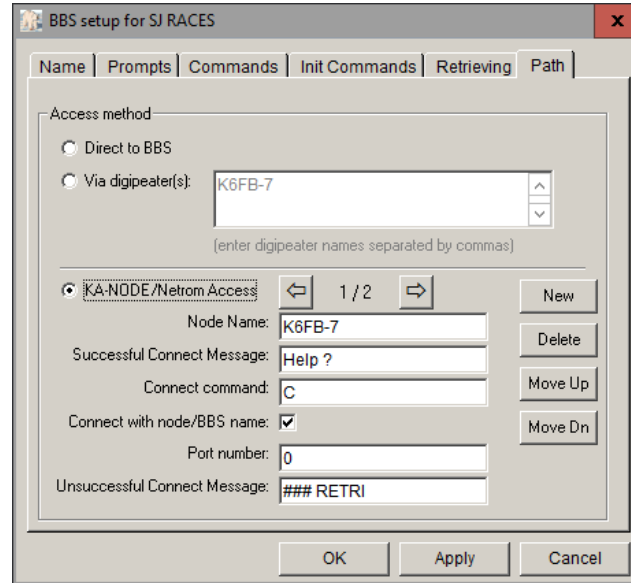 BBS setup for SJ RACES
x
Name Prompts Commands Init Commands Retrieving Path
Access method
Direct to BBS
Via digipeater(s): K6FB-7
(enter digipeater names separated by commas)
KA-NODE/Netrom Access 1 / 2 New
Node Name: K6FB-7
Delete
Successful Connect Message: Help ?
Connect command: C Move Up
Connect with node/BBS name: Move Dn
Port number: 0
Unsuccessful Connect Message: ### RETRI
OK Apply Cancel